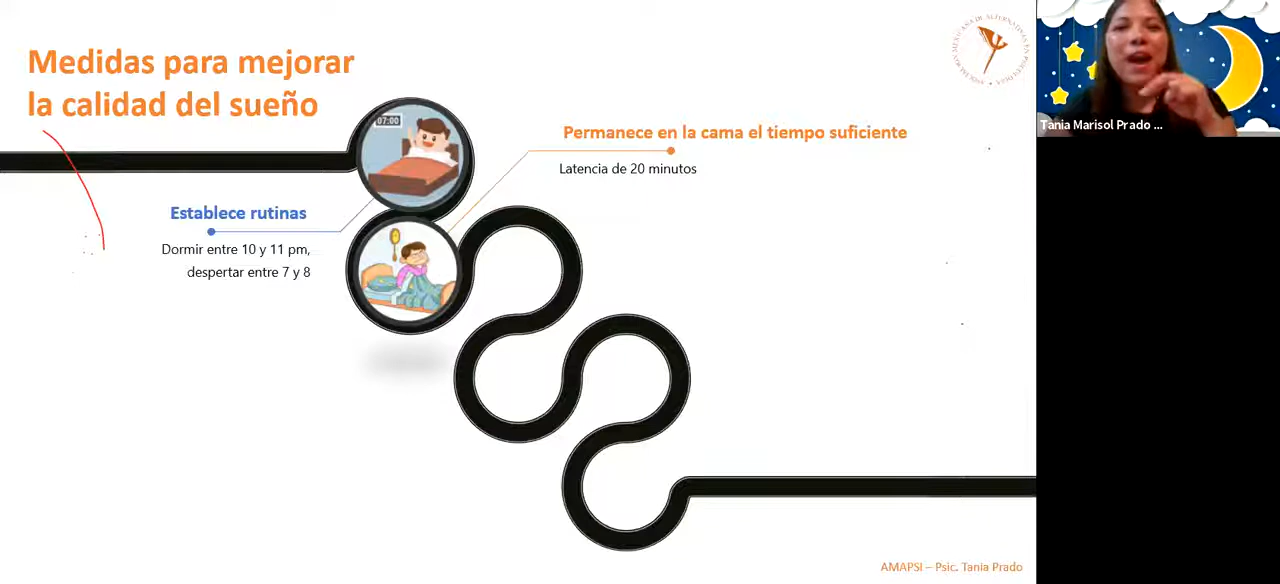 Medidas para mejorar
la calidad del sueño
07:00
Permanece en la cama el tiempo suficiente
Latencia de 20 minutos
Establece rutinas
Dormir entre 10 y 11 pm,
despertar entre 7 y 8
Tania Marisol Prado ...
AMAPSI – Psic. Tania Prado